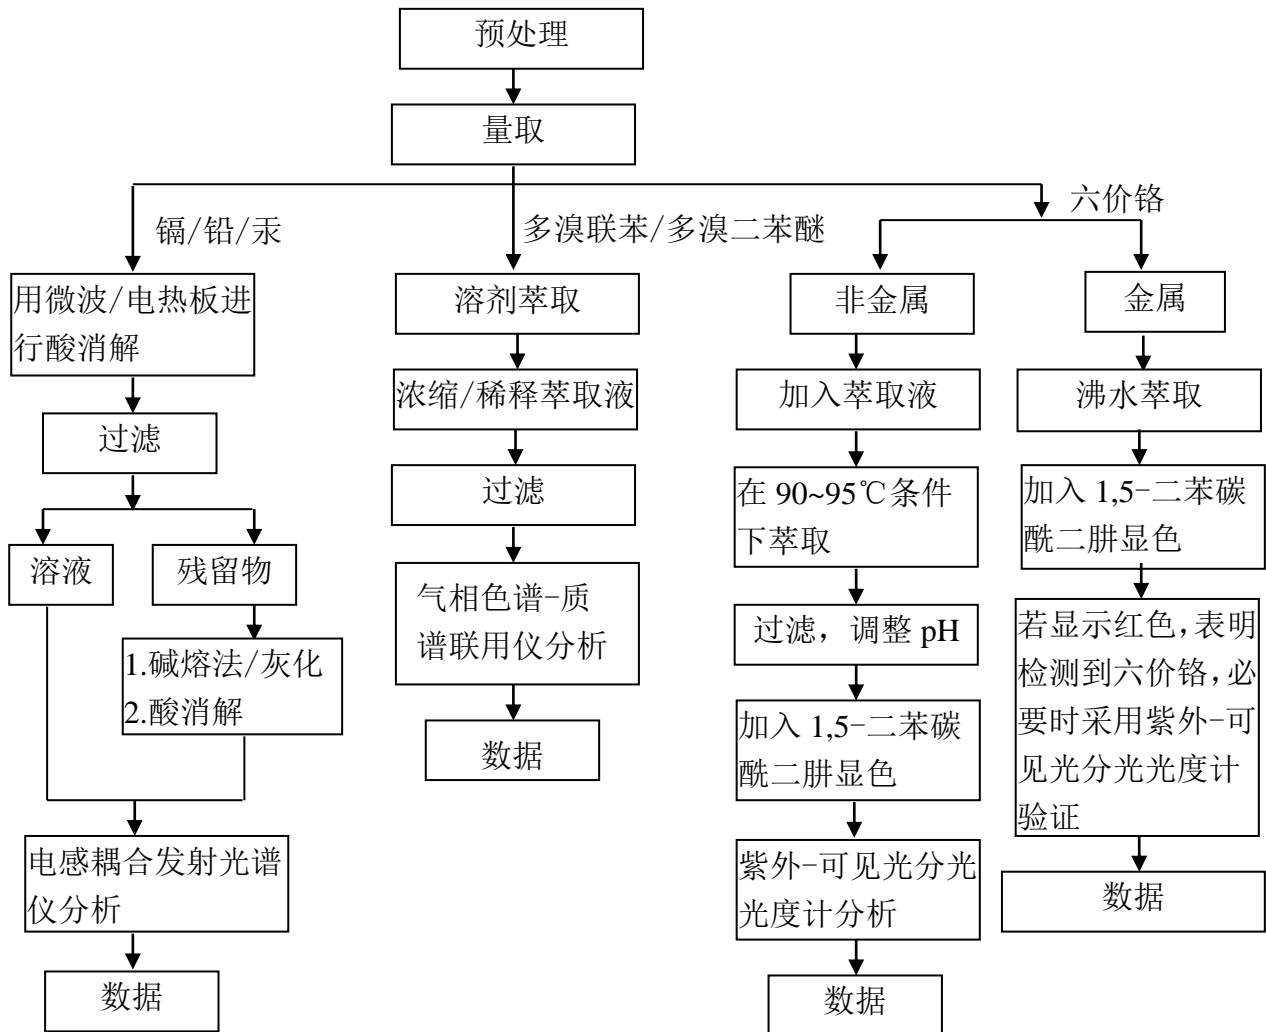 预处理
量取
镉/铅/汞
多溴联苯/多溴二苯醚
六价铬
用微波/电热板进
行酸消解
过滤
溶液
残留物
1.碱熔法/灰化
2.酸消解
电感耦合发射光谱
仪分析
数据
溶剂萃取
浓缩/稀释萃取液
过滤
气相色谱-质
谱联用仪分析
数据
非金属
加入萃取液
在 90~95℃条件
下萃取
过滤，调整 pH
加入 1,5-二苯碳
酰二肼显色
紫外-可见光分光
光度计分析
数据
金属
沸水萃取
加入 1,5-二苯碳
酰二肼显色
若显示红色，表明
检测到六价铬，必
要时采用紫外-可
见光分光光度计
验证
数据